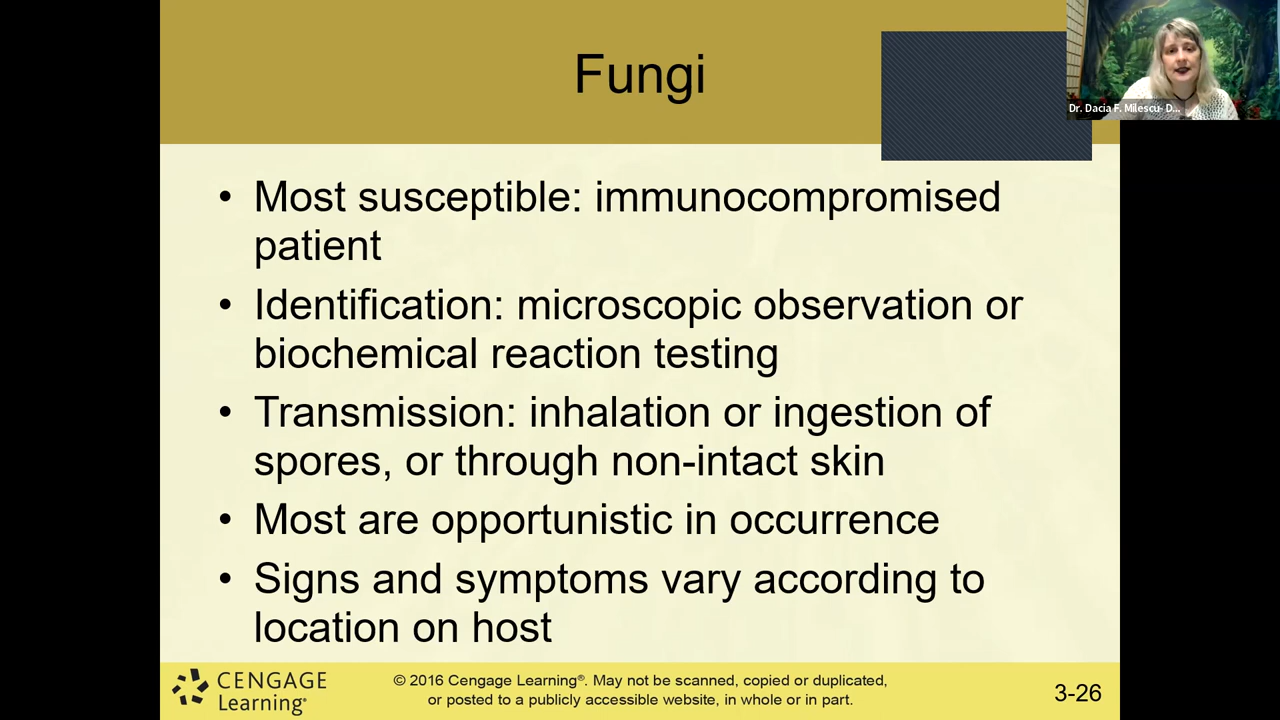 Fungi
Dr. Dacia F. Milescu- D...
• Most susceptible: immunocompromised
patient
• Identification: microscopic observation or
biochemical reaction testing
• Transmission: inhalation or ingestion of
spores, or through non-intact skin
• Most are opportunistic in occurrence
• Signs and symptoms vary according to
location on host
CENGAGE
Learning®
© 2016 Cengage Learning®. May not be scanned, copied or duplicated,
or posted to a publicly accessible website, in whole or in part.
3-26